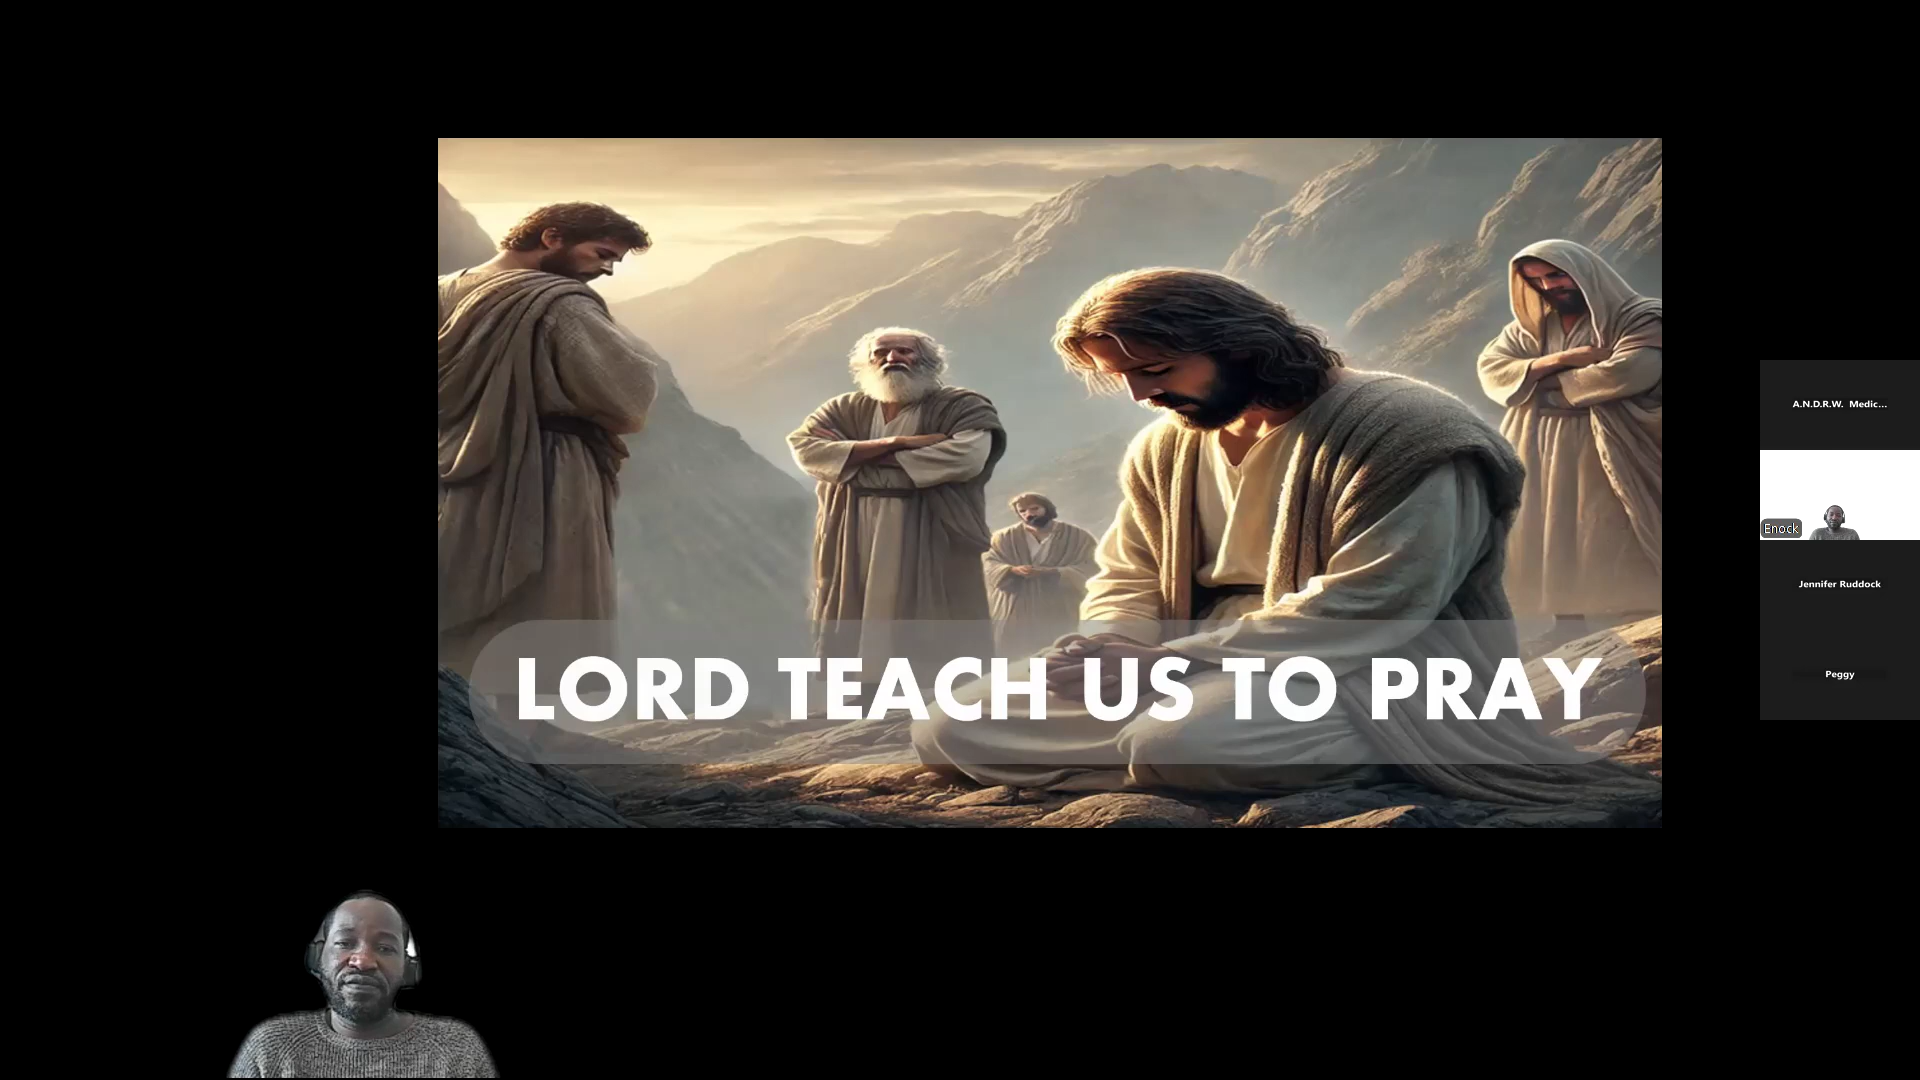 LORD TEACH US TO PRAY
A.N.D.R.W. Medic...
Enock
Jennifer Ruddock
Peggy